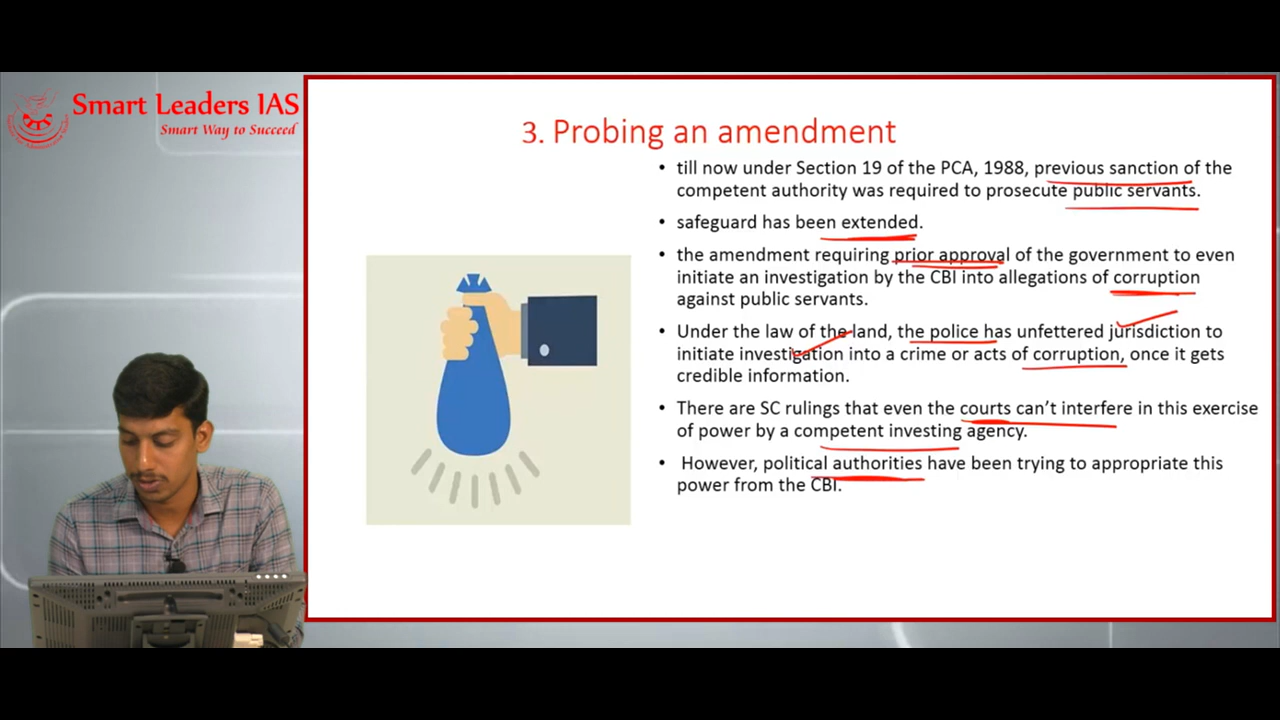 Smart Leaders IAS
Smart Way to Succeed
3. Probing an amendment
• till now under Section 19 of the PCA, 1988, previous sanction of the
competent authority was required to prosecute public servants.
• safeguard has been extended.
• the amendment requiring prior approval of the government to even
initiate an investigation by the CBI into allegations of corruption
against public servants.
• Under the law of the land, the police has unfettered jurisdiction to
initiate investigation into a crime or acts of corruption, once it gets
credible information.
• There are SC rulings that even the courts can't interfere in this exercise
of power by a competent investing agency.
• However, political authorities have been trying to appropriate this
power from the CBI.